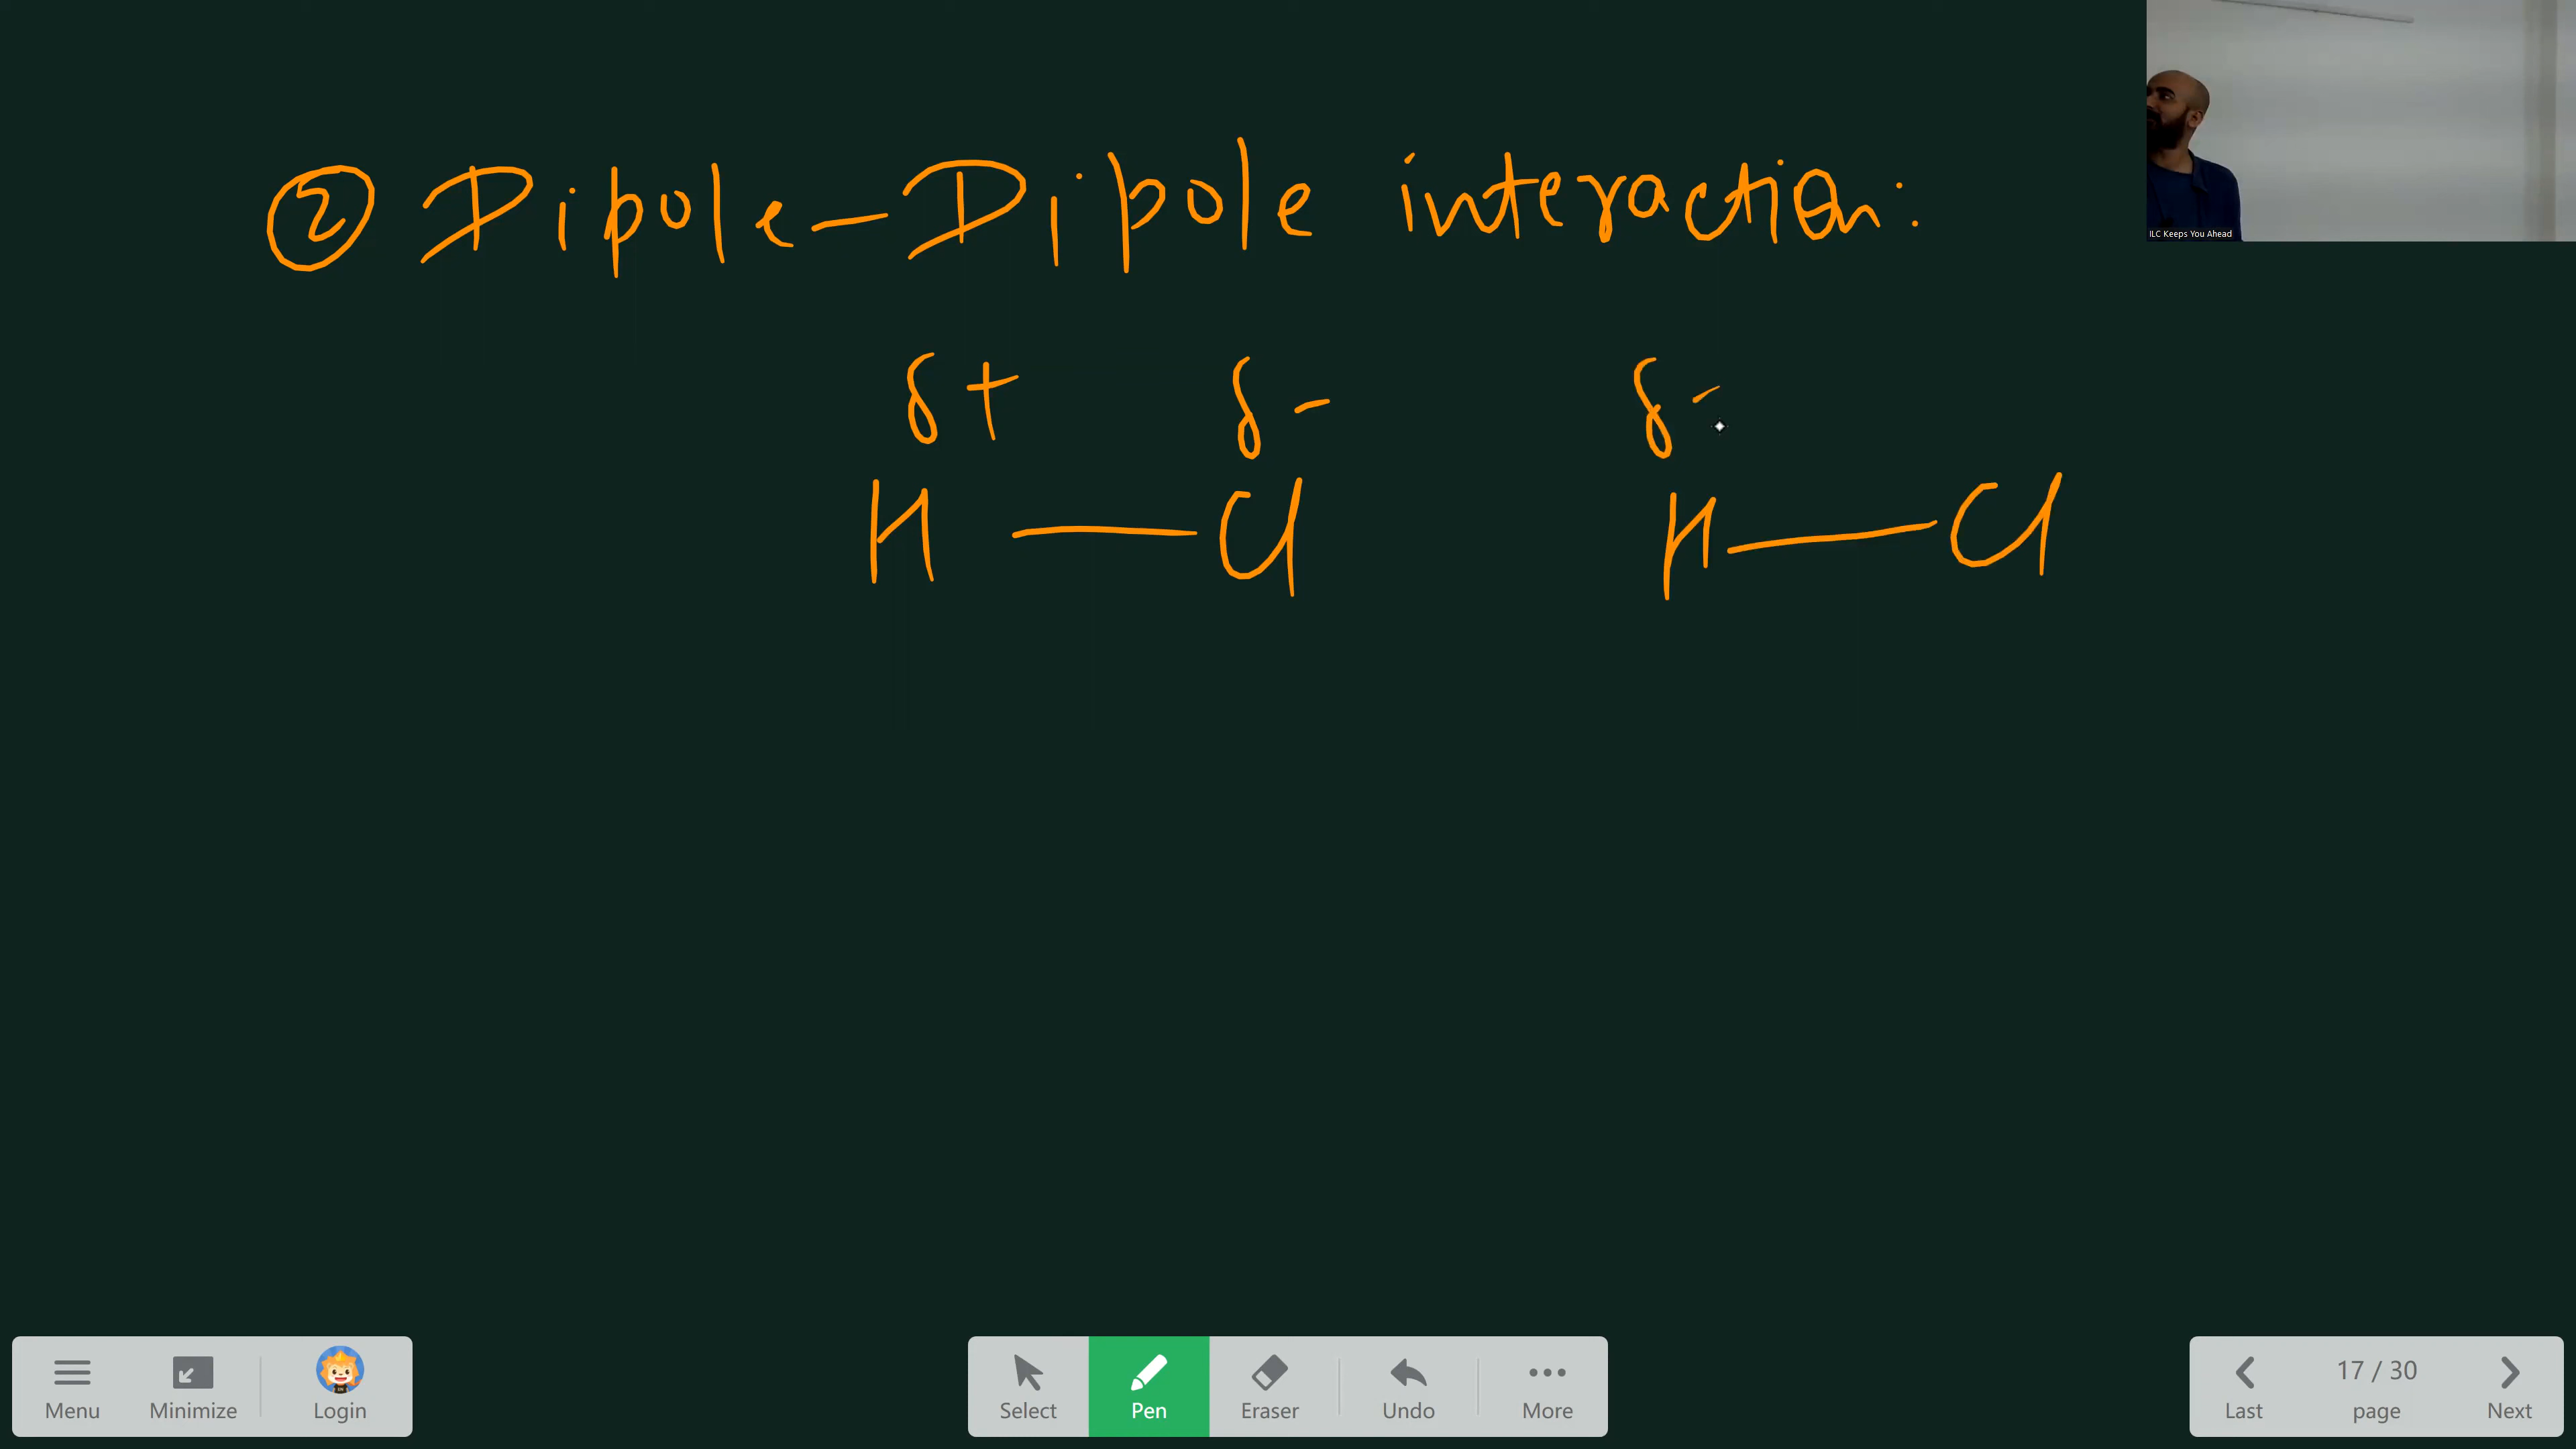 ② Dipole-Dipole interaction:
ILC Keeps You Ahead
δ+ δ- δ-
H—Cl H—Cl
Menu Minimize Login Select Pen Eraser Undo More Last 17 / 30 page Next